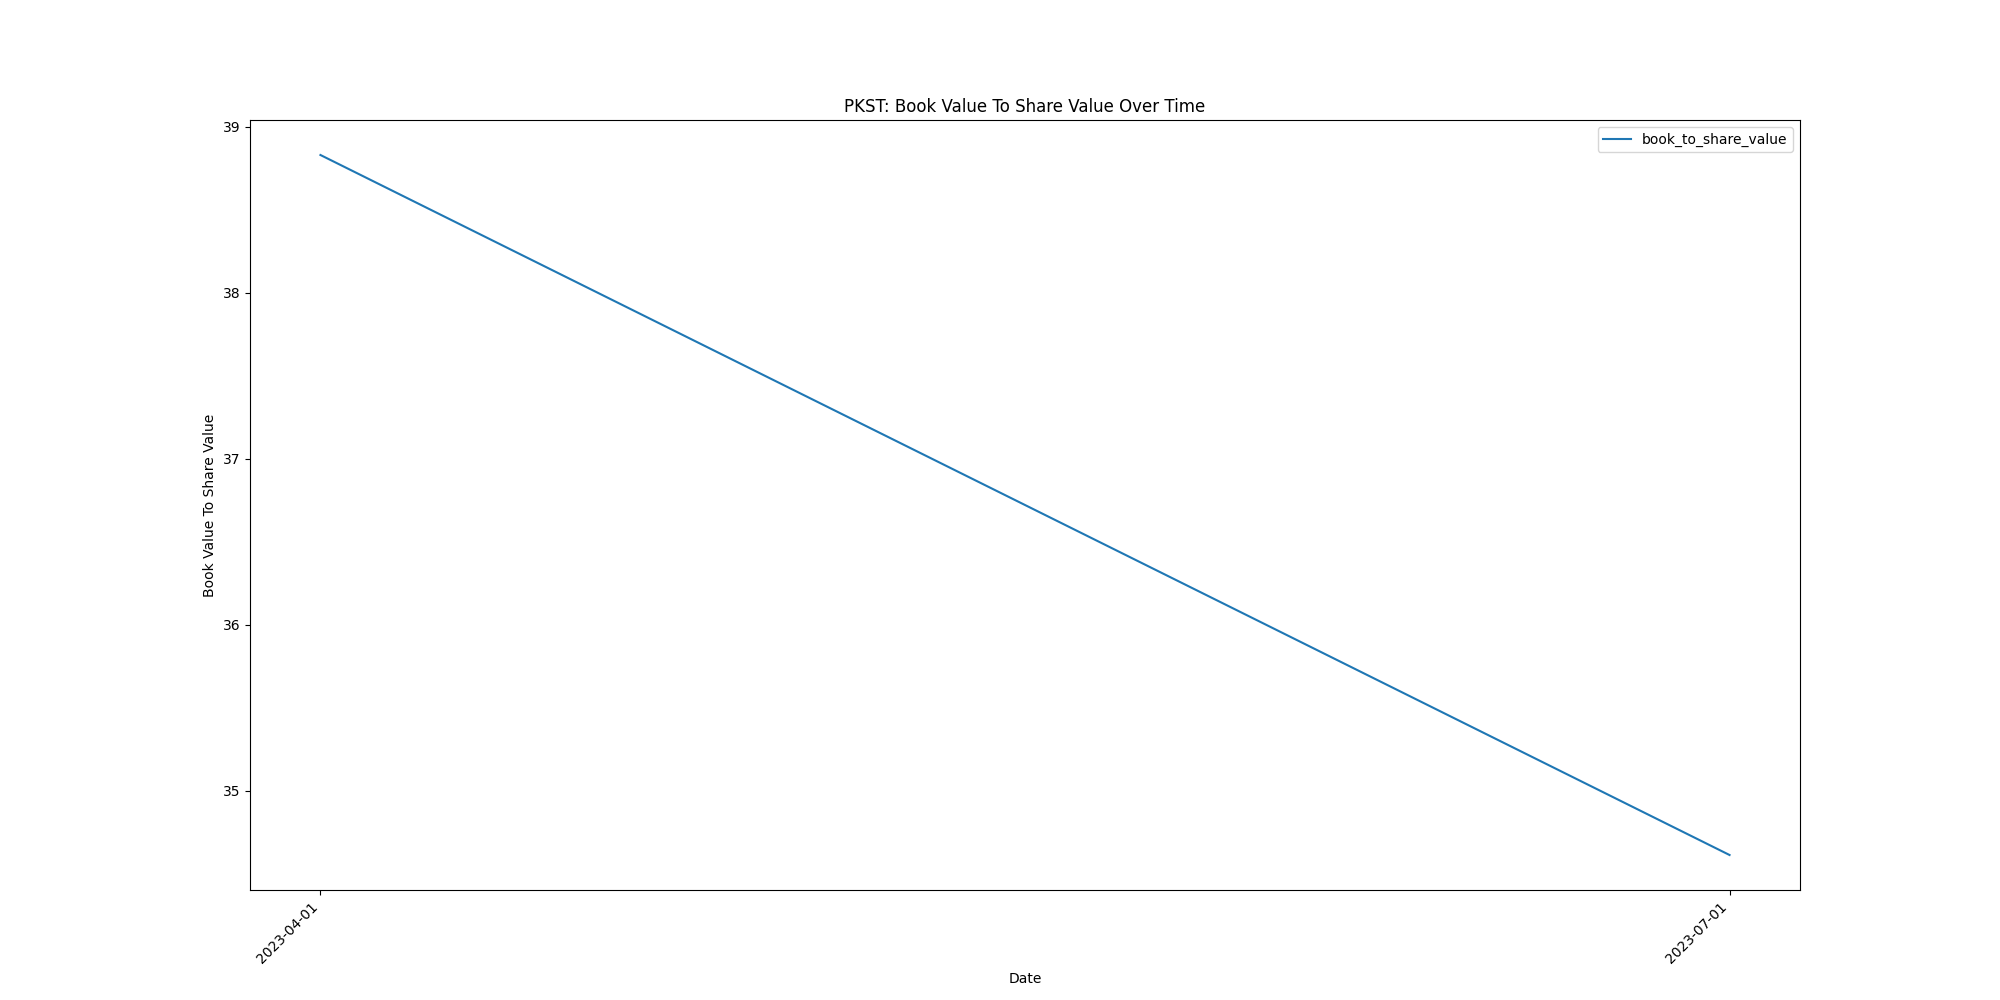 PKST: Book Value To Share Value Over Time
39
38
37
36
35
Book Value To Share Value
book_to_share_value
2023-04-01
2023-07-01
Date